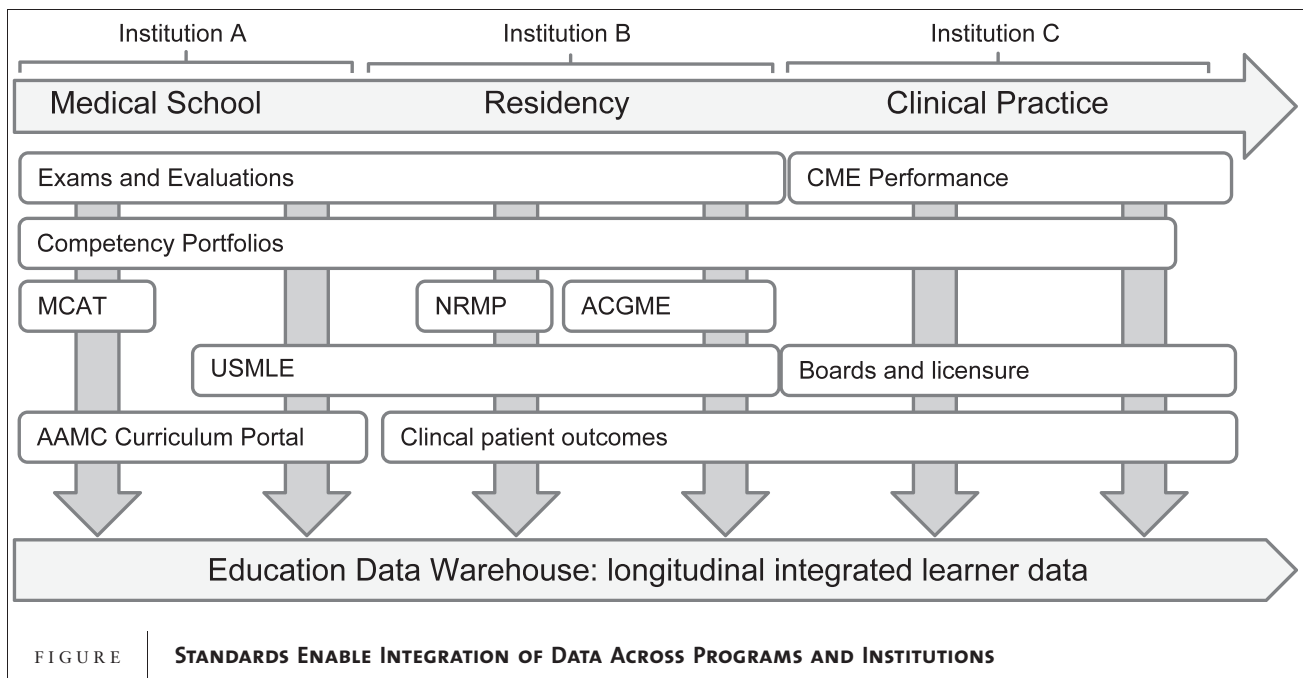 Institution A
Institution B
Institution C
Medical School
Residency
Clinical Practice
Exams and Evaluations
CME Performance
Competency Portfolios
MCAT
NRMP
ACGME
USMLE
Boards and licensure
AAMC Curriculum Portal
Clincal patient outcomes
Education Data Warehouse: longitudinal integrated learner data
FIGURE
Standards Enable Integration of Data Across Programs and Institutions